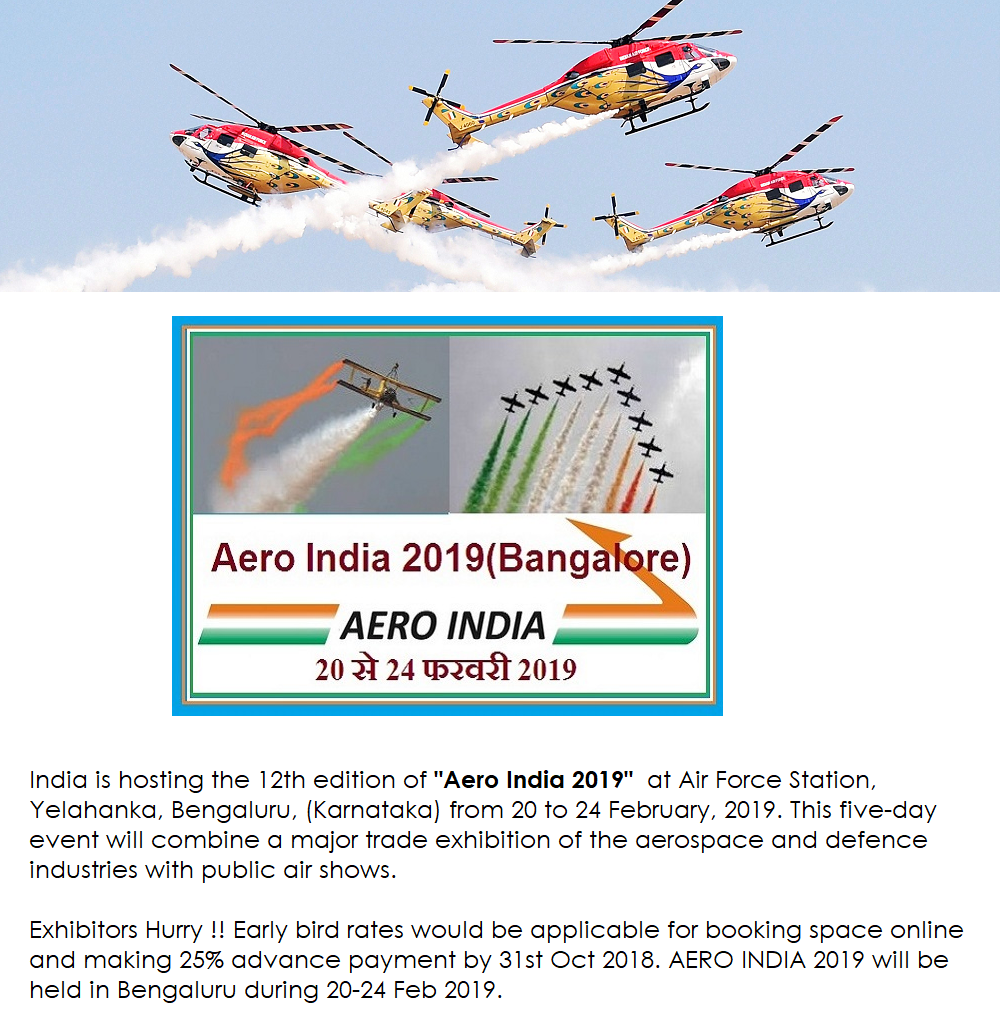 Aero India 2019(Bangalore)
AERO INDIA
20 से 24 फरवरी 2019
India is hosting the 12th edition of "Aero India 2019"  at Air Force Station,
Yelahanka, Bengaluru, (Karnataka) from 20 to 24 February, 2019. This five-day
event will combine a major trade exhibition of the aerospace and defence
industries with public air shows.
Exhibitors Hurry !! Early bird rates would be applicable for booking space online
and making 25% advance payment by 31st Oct 2018. AERO INDIA 2019 will be
held in Bengaluru during 20-24 Feb 2019.